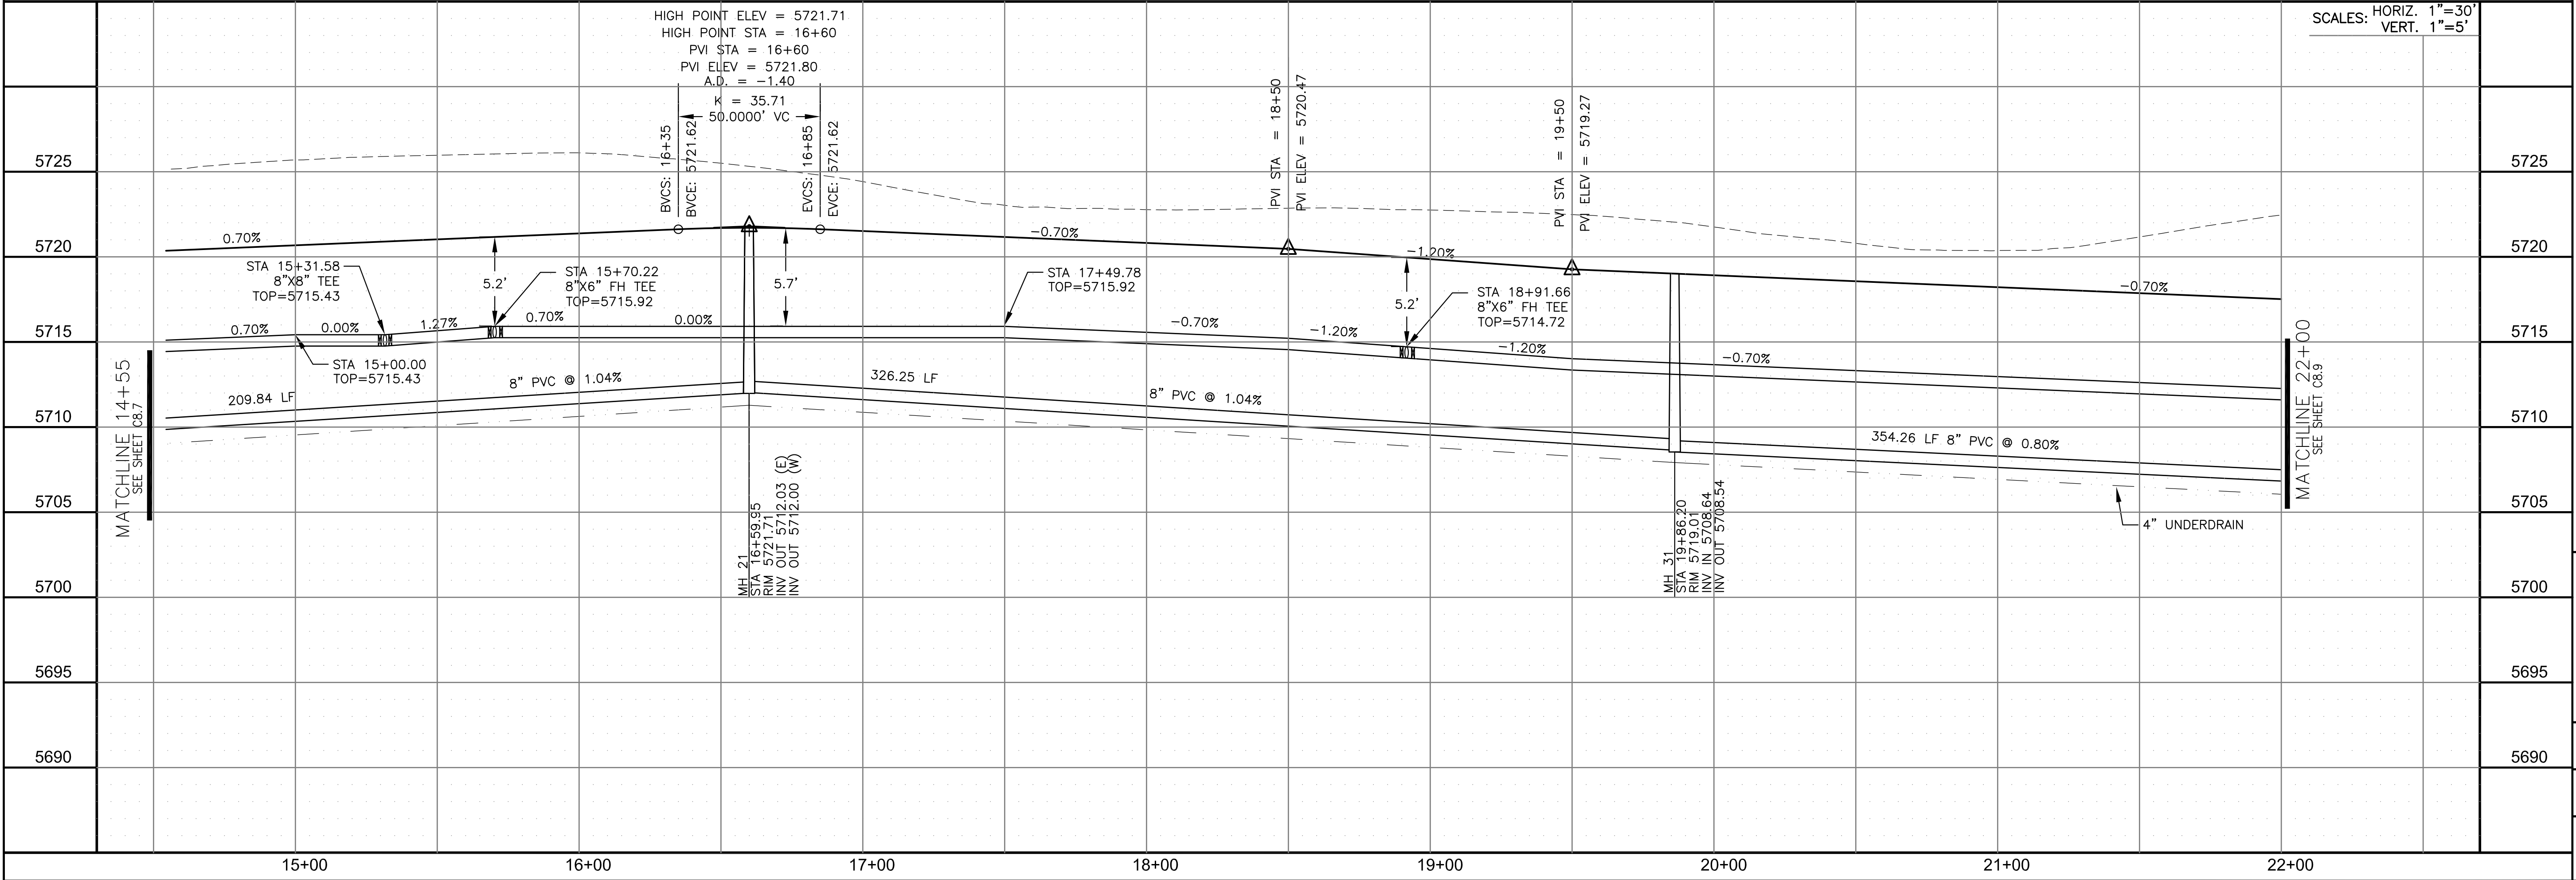 HIGH POINT ELEV = 5721.71
HIGH POINT STA = 16+60
PVI STA = 16+60
PVI ELEV = 5721.80
A.D. = -1.40
K = 35.71
50.0000' VC
BVCS: 16+35
BVCE: 5721.62
EVCS: 16+85
EVCE: 5721.62
PVI STA = 18+50
PVI ELEV = 5720.47
PVI STA = 19+50
PVI ELEV = 5719.27
SCALES: HORIZ. 1"=30'
VERT. 1"=5'
5725
5725
5720
5720
5715
5715
5710
5710
5705
5705
5700
5700
5695
5695
5690
5690
0.70%
-0.70%
-1.20%
-0.70%
STA 15+31.58
8"X8" TEE
TOP=5715.43
5.2'
STA 15+70.22
8"X6" FH TEE
TOP=5715.92
5.7'
STA 17+49.78
TOP=5715.92
5.2'
STA 18+91.66
8"X6" FH TEE
TOP=5714.72
0.70%
0.00%
1.27%
0.70%
0.00%
-0.70%
-1.20%
-1.20%
-0.70%
STA 15+00.00
TOP=5715.43
MATCHLINE 14+55
SEE SHEET C8.7
209.84 LF
8" PVC @ 1.04%
326.25 LF
8" PVC @ 1.04%
354.26 LF 8" PVC @ 0.80%
MATCHLINE 22+00
SEE SHEET C8.9
MH 21
STA 16+59.95
RIM 5721.71
INV OUT 5712.03 (E)
INV OUT 5712.00 (W)
MH 31
STA 19+86.20
RIM 5719.01
INV IN 5708.64
INV OUT 5708.54
4" UNDERDRAIN
15+00
16+00
17+00
18+00
19+00
20+00
21+00
22+00